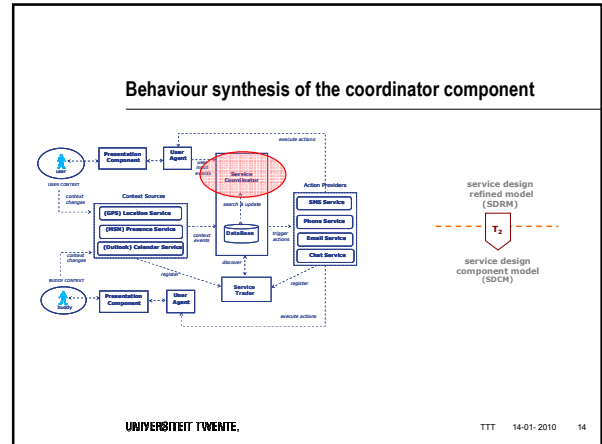 Behaviour synthesis of the coordinator component
execute actions
user
Presentation
Component
User
Agent
user
input
events
Service
Coordinator
USER CONTEXT
context
changes
Context Sources
(GPS) Location Service
(MSN) Presence Service
(Outlook) Calendar Service
context
events
search & update
DataBase
trigger
actions
Action Providers
SMS Service
Phone Service
Email Service
Chat Service
context
changes
discover
register
register
BUDDY CONTEXT
buddy
Presentation
Component
User
Agent
Service
Trader
execute actions
service design
refined model
(SDRM)
T2
service design
component model
(SDCM)
UNIVERSITEIT TWENTE.
TTT 14-01- 2010 14